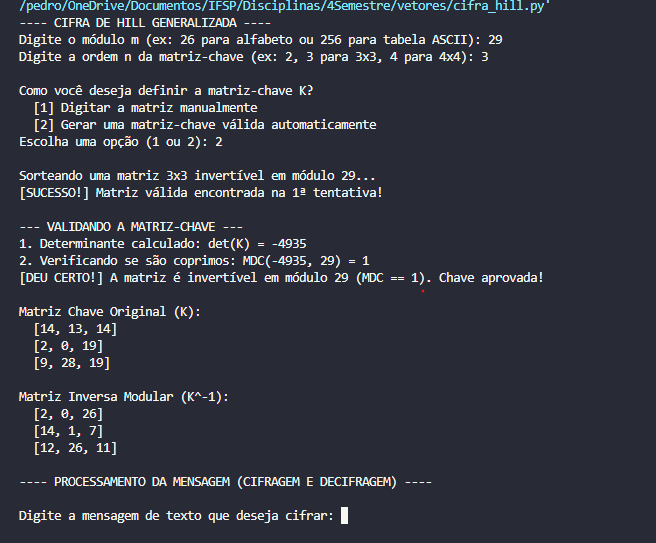 /pedro/OneDrive/Documentos/IFSP/Disciplinas/4Semestre/vetores/cifra_hill.py'
---- CIFRA DE HILL GENERALIZADA ----
Digite o módulo m (ex: 26 para alfabeto ou 256 para tabela ASCII): 29
Digite a ordem n da matriz-chave (ex: 2, 3 para 3x3, 4 para 4x4): 3
Como você deseja definir a matriz-chave K?
[1] Digitar a matriz manualmente
[2] Gerar uma matriz-chave válida automaticamente
Escolha uma opção (1 ou 2): 2
Sorteando uma matriz 3x3 invertível em módulo 29...
[SUCESSO!] Matriz válida encontrada na 1ª tentativa!
--- VALIDANDO A MATRIZ-CHAVE ---
1. Determinante calculado: det(K) = -4935
2. Verificando se são coprimos: MDC(-4935, 29) = 1
[DEU CERTO!] A matriz é invertível em módulo 29 (MDC == 1). Chave aprovada!
Matriz Chave Original (K):
[14, 13, 14]
[2, 0, 19]
[9, 28, 19]
Matriz Inversa Modular (K^-1):
[2, 0, 26]
[14, 1, 7]
[12, 26, 11]
---- PROCESSAMENTO DA MENSAGEM (CIFRAGEM E DECIFRAGEM) ----
Digite a mensagem de texto que deseja cifrar: